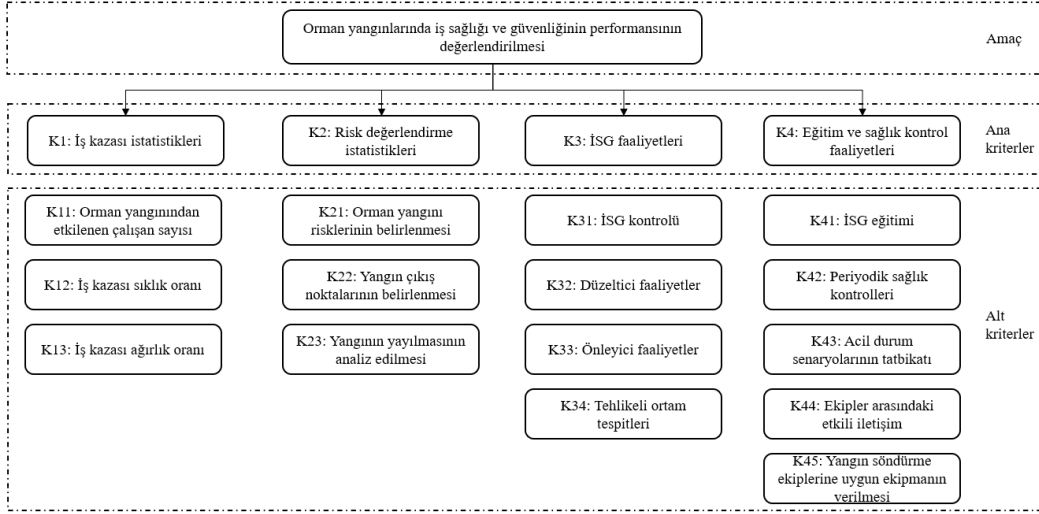 Orman yangınlarında iş sağlığı ve güvenliğinin performansının
değerlendirilmesi
Amaç
K1: İş kazası istatistikleri
K2: Risk değerlendirme
istatistikleri
K3: İSG faaliyetleri
K4: Eğitim ve sağlık kontrol
faaliyetleri
Ana
kriterler
K11: Orman yangınından
etkilenen çalışan sayısı
K12: İş kazası sıklık oranı
K13: İş kazası ağırlık oranı
K21: Orman yangını
risklerinin belirlenmesi
K22: Yangın çıkış
noktalarının belirlenmesi
K23: Yangının yayılmasının
analiz edilmesi
K31: İSG kontrolü
K32: Düzeltici faaliyetler
K33: Önleyici faaliyetler
K34: Tehlikeli ortam
tespitleri
K41: İSG eğitimi
K42: Periyodik sağlık
kontrolleri
K43: Acil durum
senaryolarının tatbikatı
K44: Ekipler arasındaki
etkili iletişim
K45: Yangın söndürme
ekiplerine uygun ekipmanın
verilmesi
Alt
kriterler